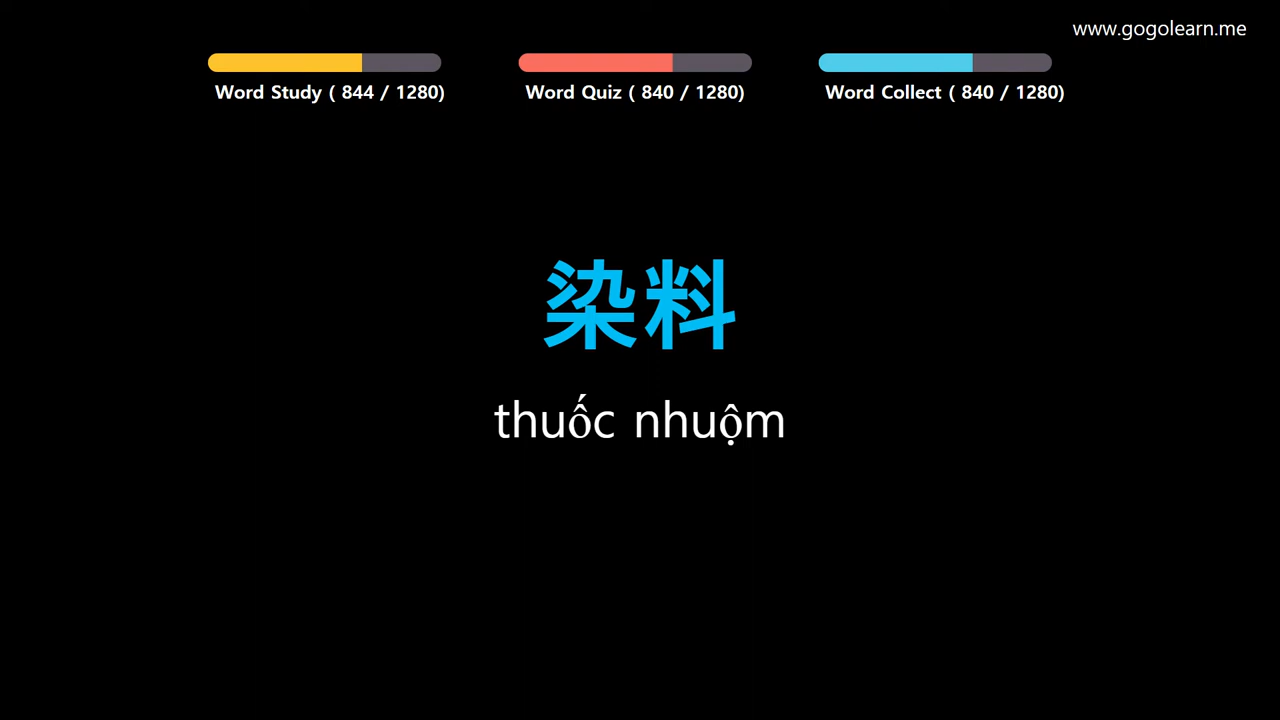 www.gogolearn.me
Word Study ( 844 / 1280)
Word Quiz ( 840 / 1280)
Word Collect ( 840 / 1280)
染料
thuốc nhuộm